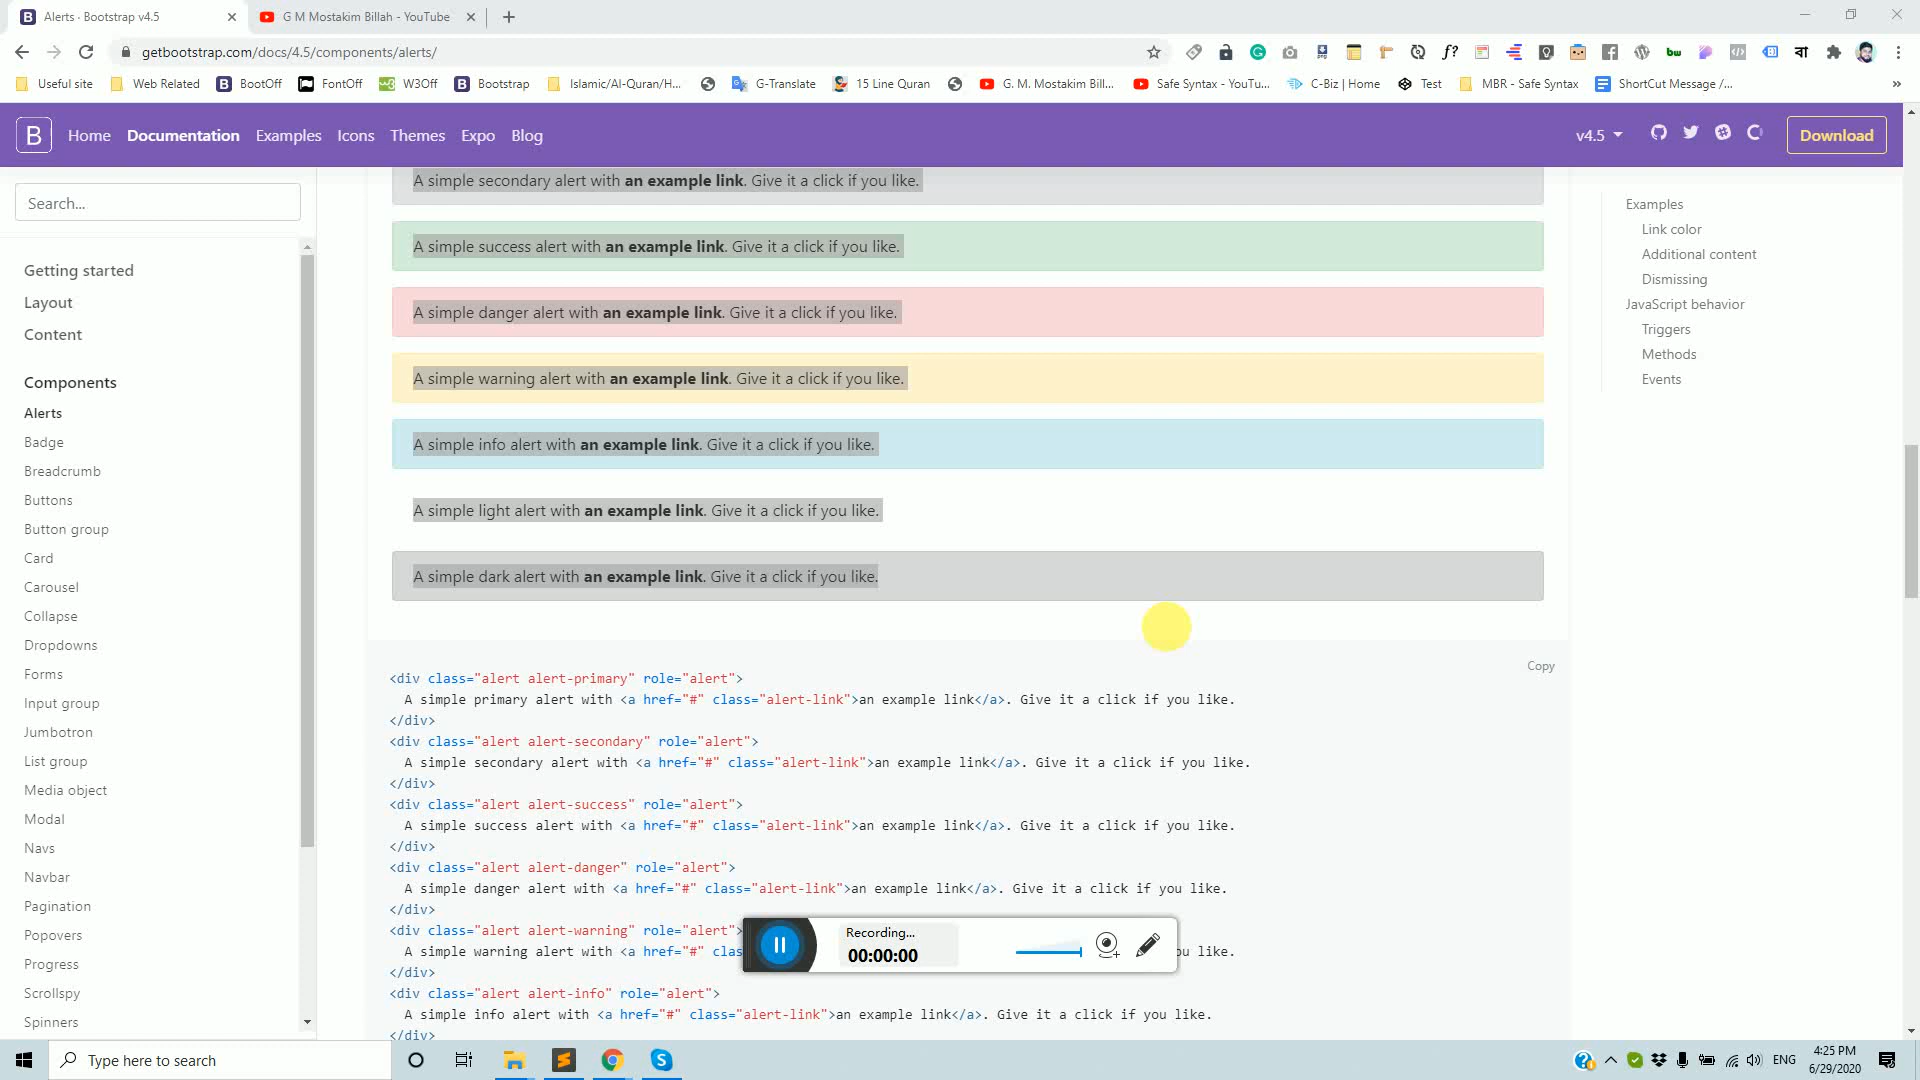 Alerts · Bootstrap v4.5
G M Mostakim Billah - YouTube
getbootstrap.com/docs/4.5/components/alerts/
Useful site
Web Related
BootOff
FontOff
W3Off
Bootstrap
Islamic/Al-Quran/H...
G-Translate
15 Line Quran
G. M. Mostakim Bill...
Safe Syntax - YouTu...
C-Biz | Home
Test
MBR - Safe Syntax
ShortCut Message /...
B Home Documentation Examples Icons Themes Expo Blog
v4.5
Download
Search...
Getting started
Layout
Content
Components
Alerts
Badge
Breadcrumb
Buttons
Button group
Card
Carousel
Collapse
Dropdowns
Forms
Input group
Jumbotron
List group
Media object
Modal
Navs
Navbar
Pagination
Popovers
Progress
Scrollspy
Spinners
A simple secondary alert with an example link. Give it a click if you like.
A simple success alert with an example link. Give it a click if you like.
A simple danger alert with an example link. Give it a click if you like.
A simple warning alert with an example link. Give it a click if you like.
A simple info alert with an example link. Give it a click if you like.
A simple light alert with an example link. Give it a click if you like.
A simple dark alert with an example link. Give it a click if you like.
Copy
<div class="alert alert-primary" role="alert">
A simple primary alert with <a href="#" class="alert-link">an example link</a>. Give it a click if you like.
</div>
<div class="alert alert-secondary" role="alert">
A simple secondary alert with <a href="#" class="alert-link">an example link</a>. Give it a click if you like.
</div>
<div class="alert alert-success" role="alert">
A simple success alert with <a href="#" class="alert-link">an example link</a>. Give it a click if you like.
</div>
<div class="alert alert-danger" role="alert">
A simple danger alert with <a href="#" class="alert-link">an example link</a>. Give it a click if you like.
</div>
<div class="alert alert-warning" role="alert">
A simple warning alert with <a href="#" clas
ou like.
</div>
<div class="alert alert-info" role="alert">
A simple info alert with <a href="#" class="alert-link">an example link</a>. Give it a click if you like.
</div>
Recording...
00:00:00
Examples
Link color
Additional content
Dismissing
JavaScript behavior
Triggers
Methods
Events
Type here to search
ENG
4:25 PM
6/29/2020